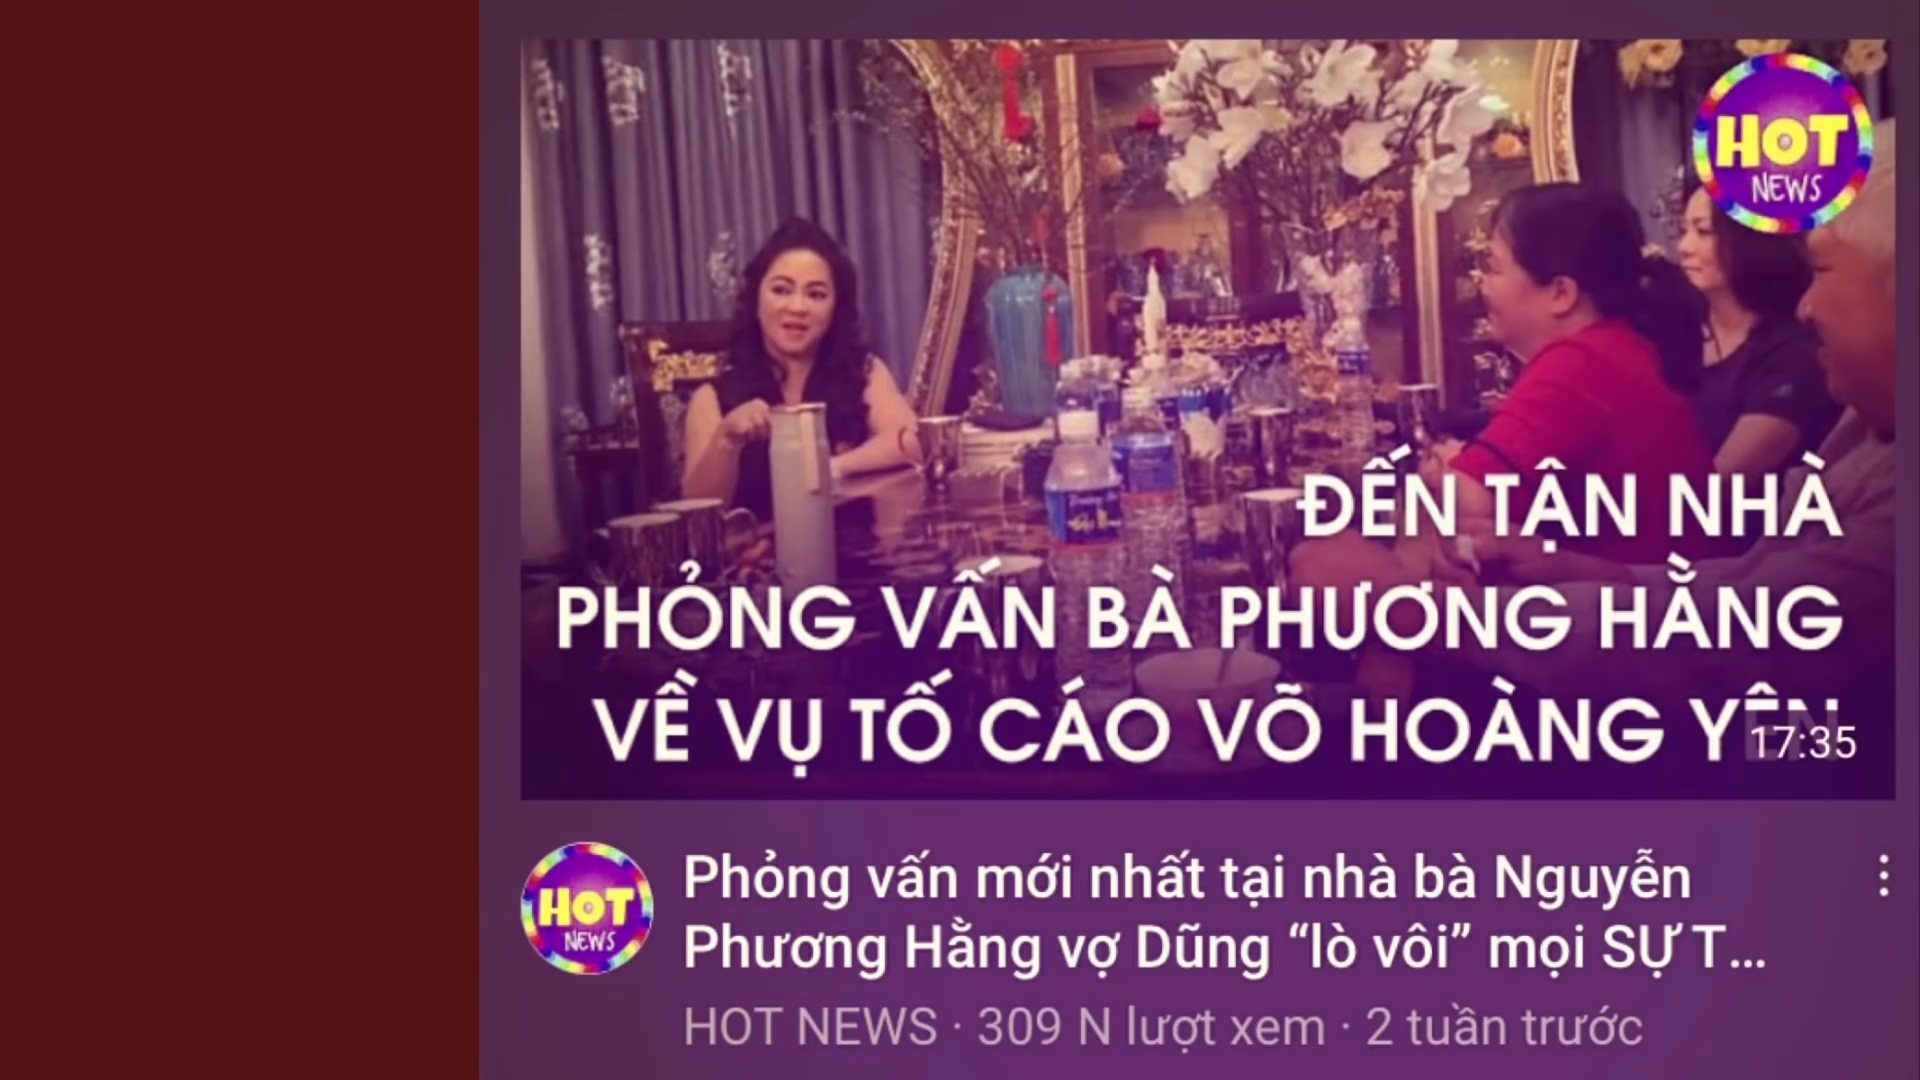 HOT
NEWS
ĐẾN TẬN NHÀ
PHỎNG VẤN BÀ PHƯƠNG HẰNG
VỀ VỤ TỐ CÁO VÕ HOÀNG YÊN
17:35
HOT
NEWS
Phỏng vấn mới nhất tại nhà bà Nguyễn
Phương Hằng vợ Dũng “lò vôi” mọi SỰ T...
HOT NEWS · 309 N lượt xem · 2 tuần trước